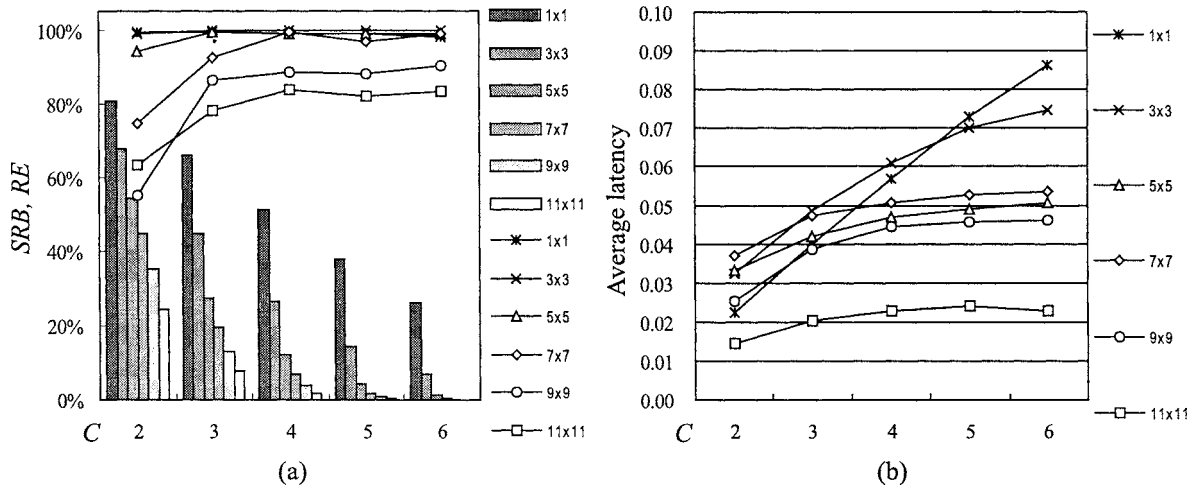 100%
80%
60%
40%
20%
0%
SRB, RE
C 2 3 4 5 6
(a)
1x1
3x3
5x5
7x7
9x9
11x11
1x1
3x3
5x5
7x7
9x9
11x11
0.10
0.09
0.08
0.07
0.06
0.05
0.04
0.03
0.02
0.01
0.00
Average latency
C 2 3 4 5 6
(b)
1x1
3x3
5x5
7x7
9x9
11x11